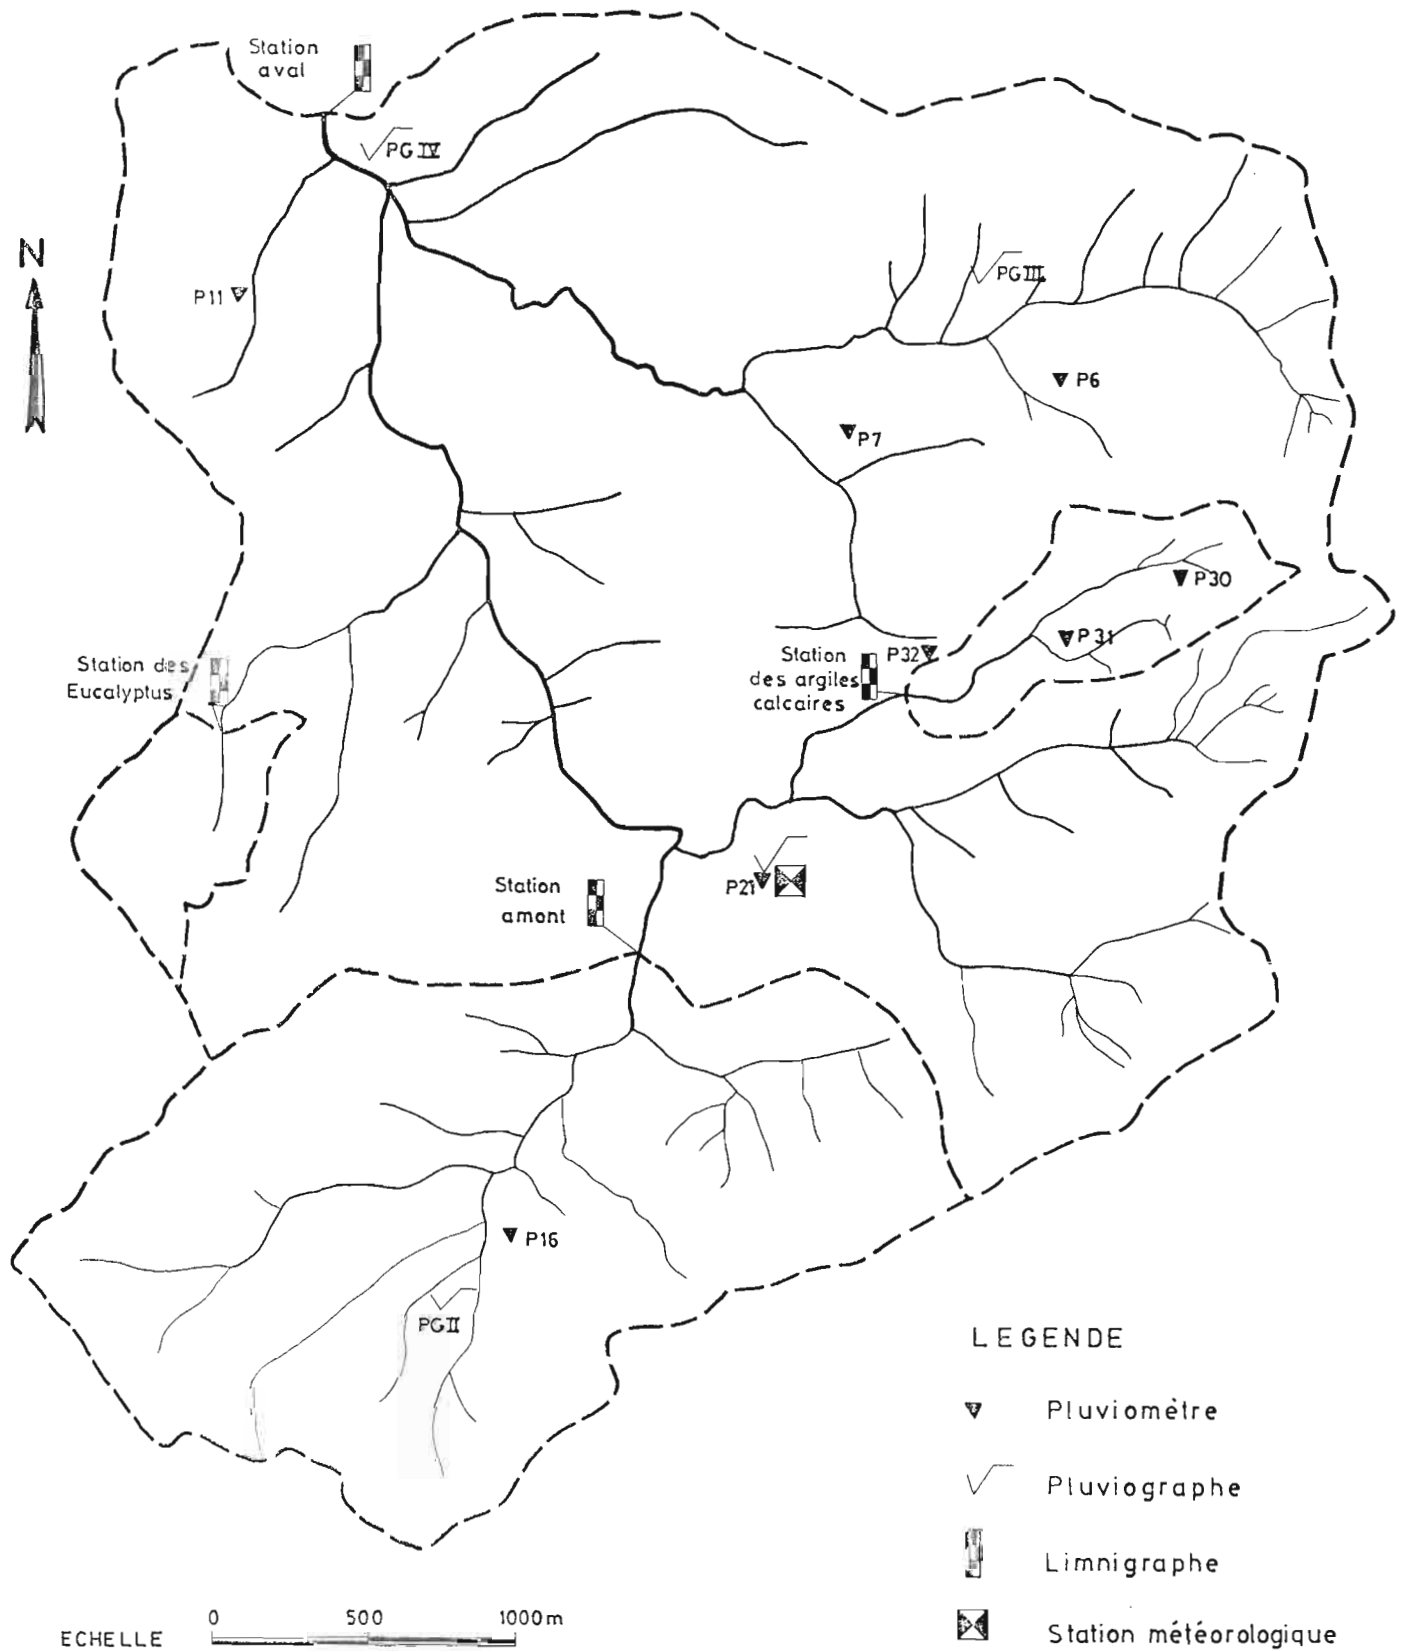 Station
aval
PG IV
N
P11
PG III
P6
P7
P30
P31
P32
Station
des argiles
calcaires
Station des
Eucalyptus
P21
Station
amont
P16
PG II
LEGENDE
Pluviomètre
Pluviographe
Limnigraphe
Station météorologique
ECHELLE
0 500 1000m